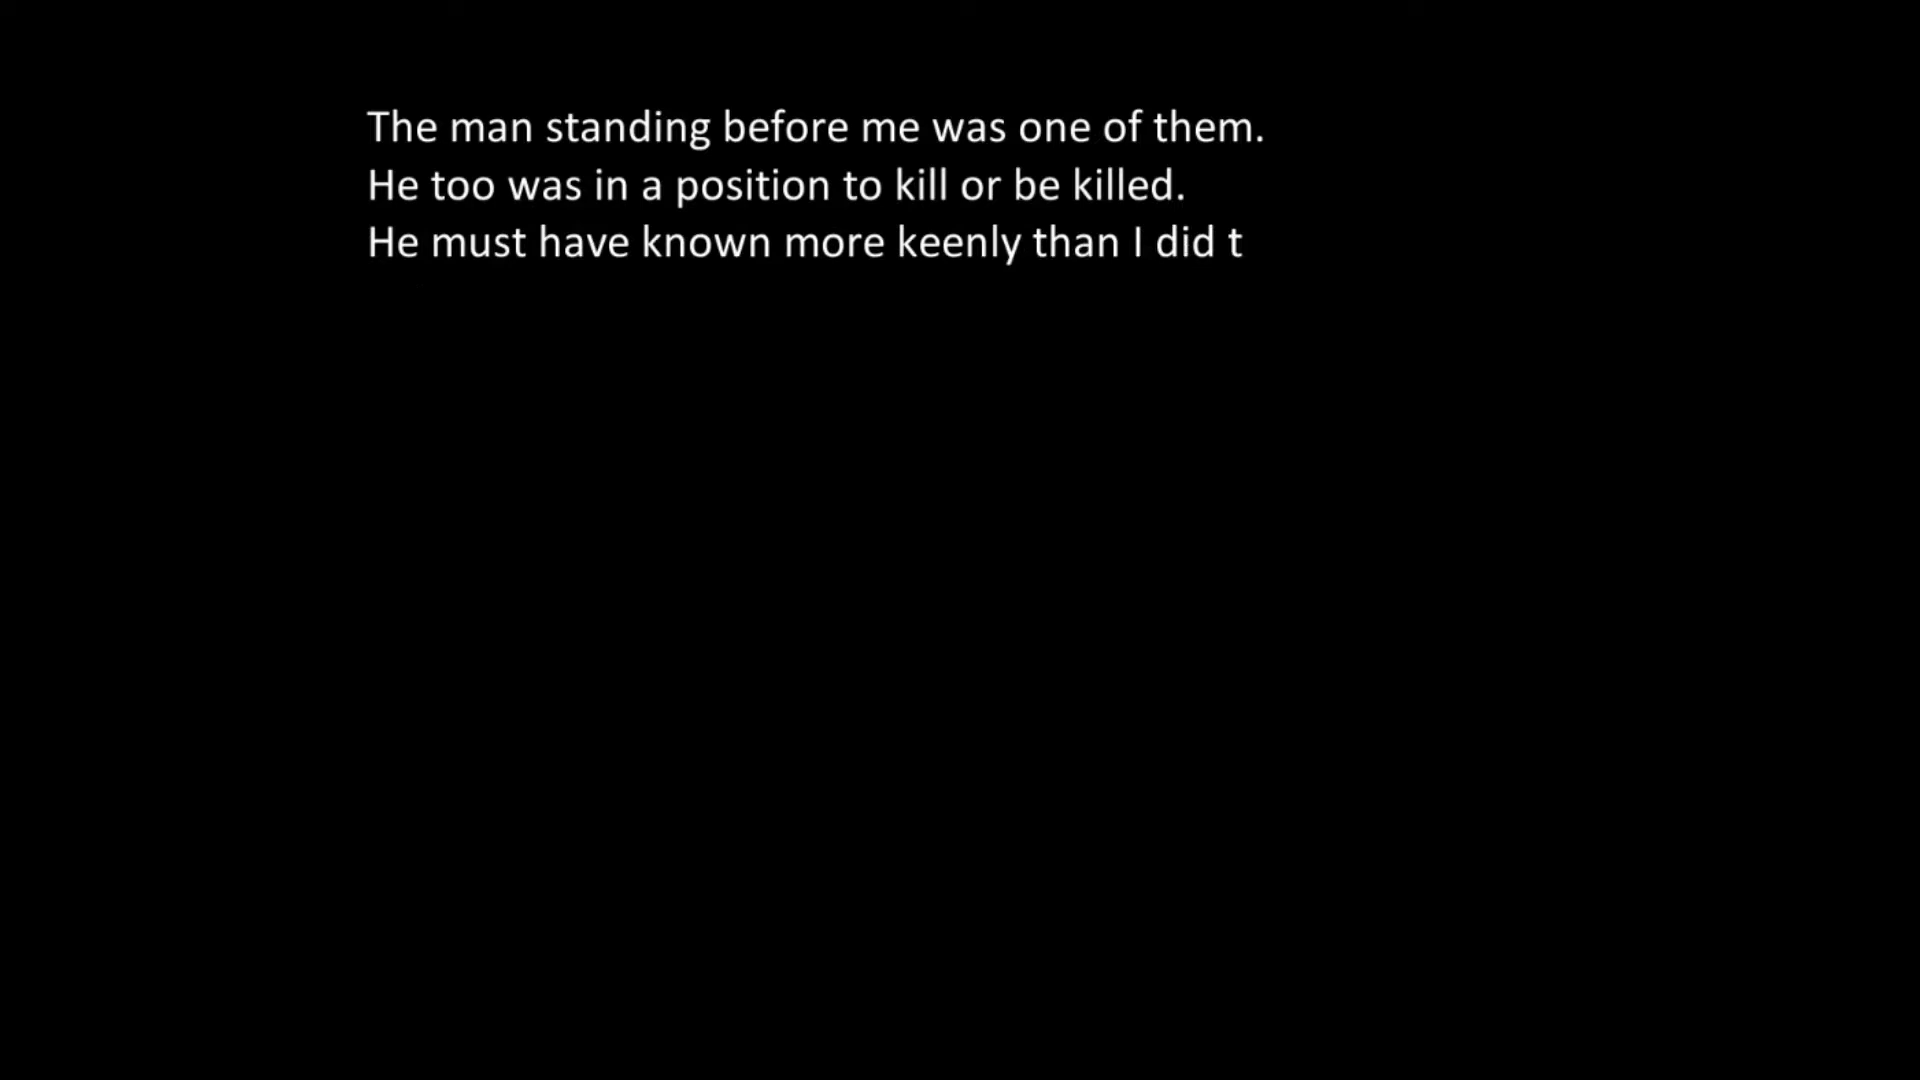 The man standing before me was one of them.
He too was in a position to kill or be killed.
He must have known more keenly than I did t